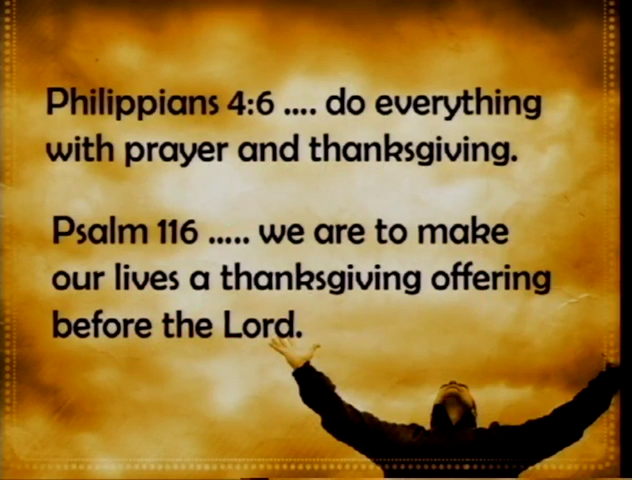 Philippians 4:6 .... do everything
with prayer and thanksgiving.
Psalm 116 ..... we are to make
our lives a thanksgiving offering
before the Lord.